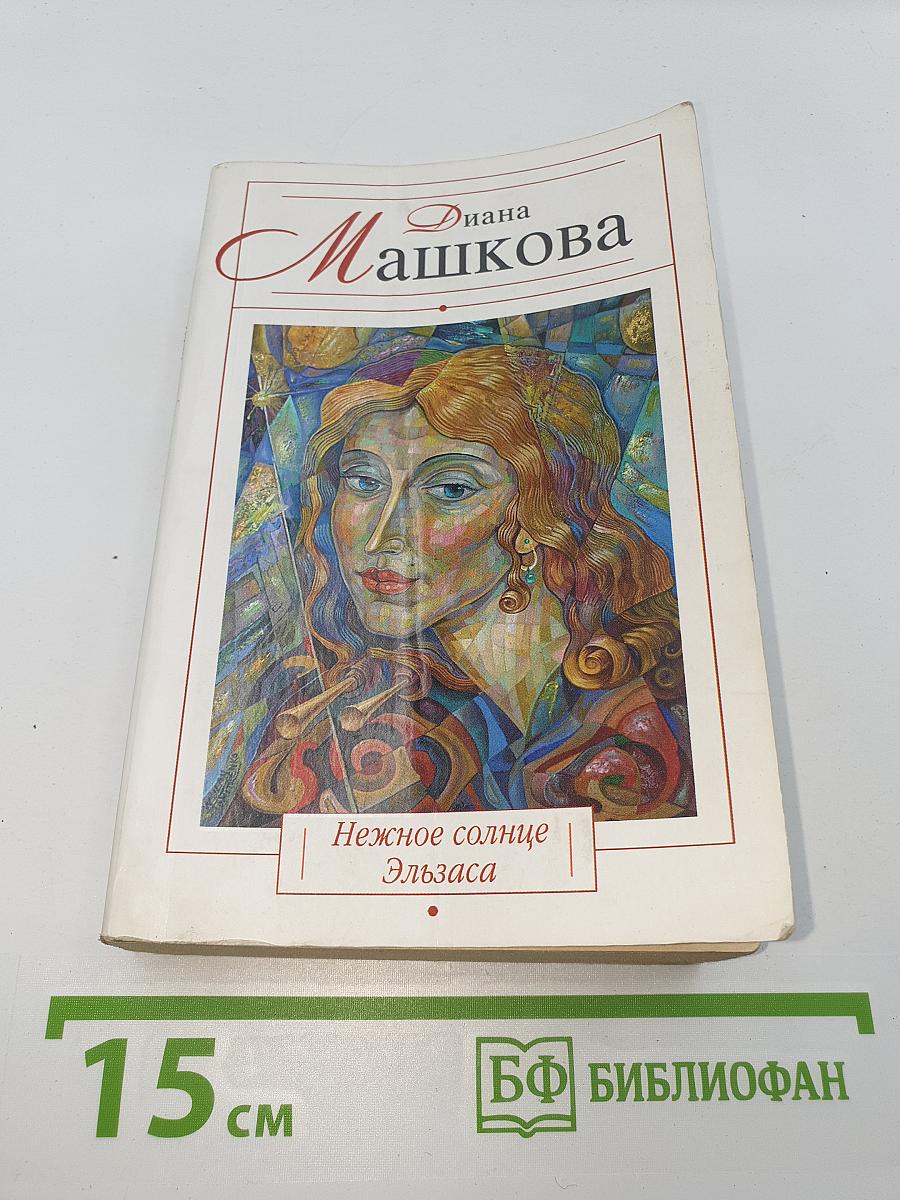 Диана
Машкова
Нежное солнце
Эльзаса
15 см
БФ БИБЛИОФАН